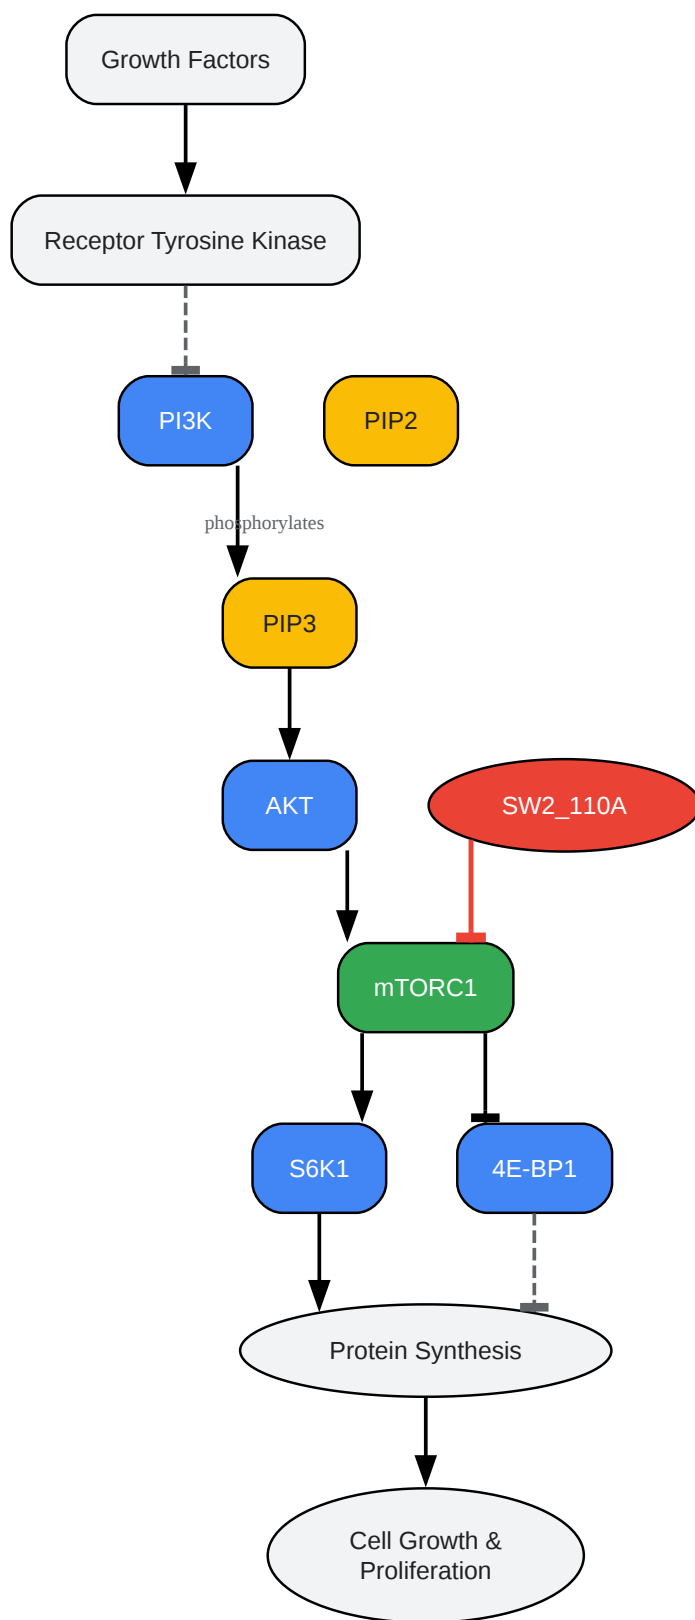 Growth Factors
Receptor Tyrosine Kinase
PI3K
PIP2
phosphorylates
PIP3
AKT
SW2_110A
mTORC1
S6K1
4E-BP1
Protein Synthesis
Cell Growth &
Proliferation